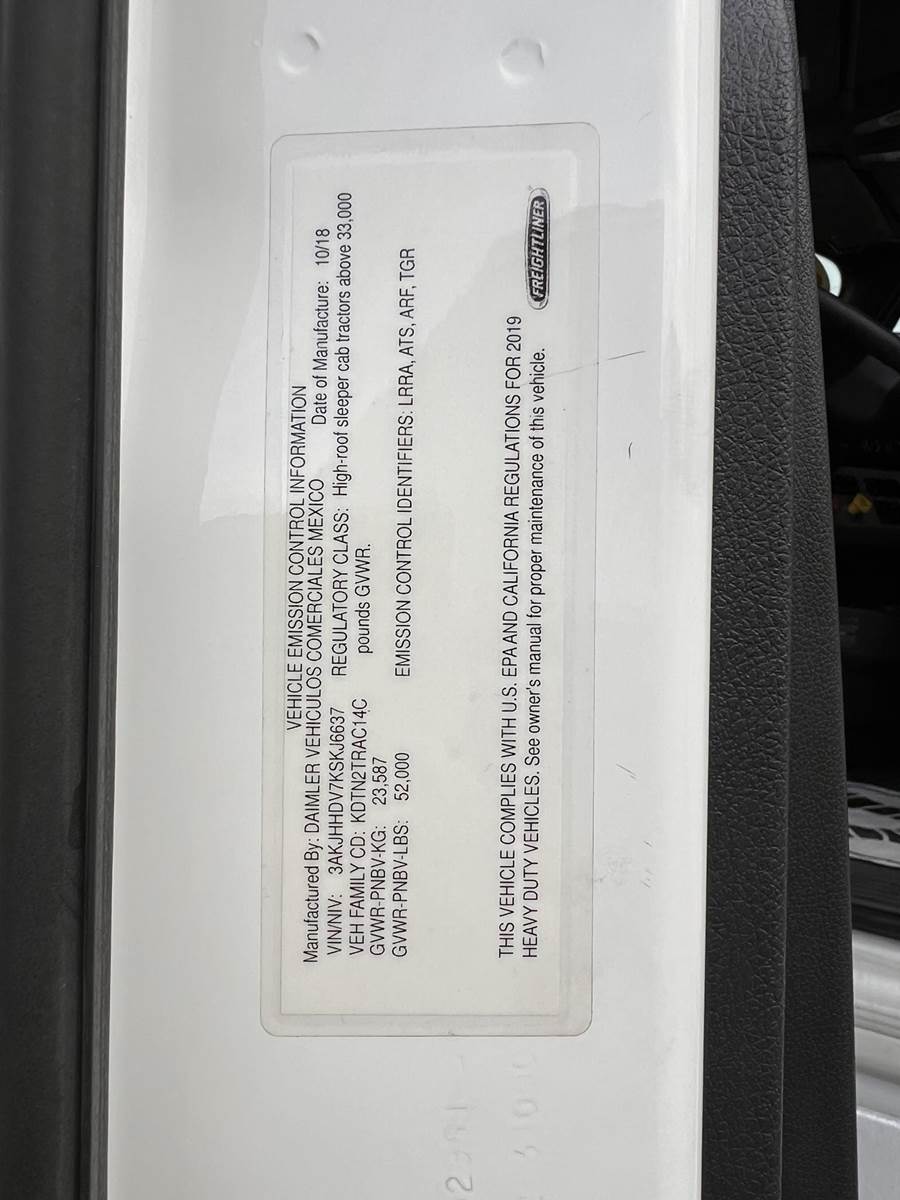 VEHICLE EMISSION CONTROL INFORMATION
Manufactured By: DAIMLER VEHICULOS COMERCIALES MEXICO Date of Manufacture: 10/18
VIN/NIV: 3AKJHHDV7KSKJ6637 REGULATORY CLASS: High-roof sleeper cab tractors above 33,000
VEH FAMILY CD: KDTN2TRAC14C pounds GVWR.
GVWR-PNBV-KG: 23,587
GVWR-PNBV-LBS: 52,000 EMISSION CONTROL IDENTIFIERS: LRRA, ATS, ARF, TGR
THIS VEHICLE COMPLIES WITH U.S. EPA AND CALIFORNIA REGULATIONS FOR 2019
HEAVY DUTY VEHICLES. See owner's manual for proper maintenance of this vehicle.
FREIGHTLINER